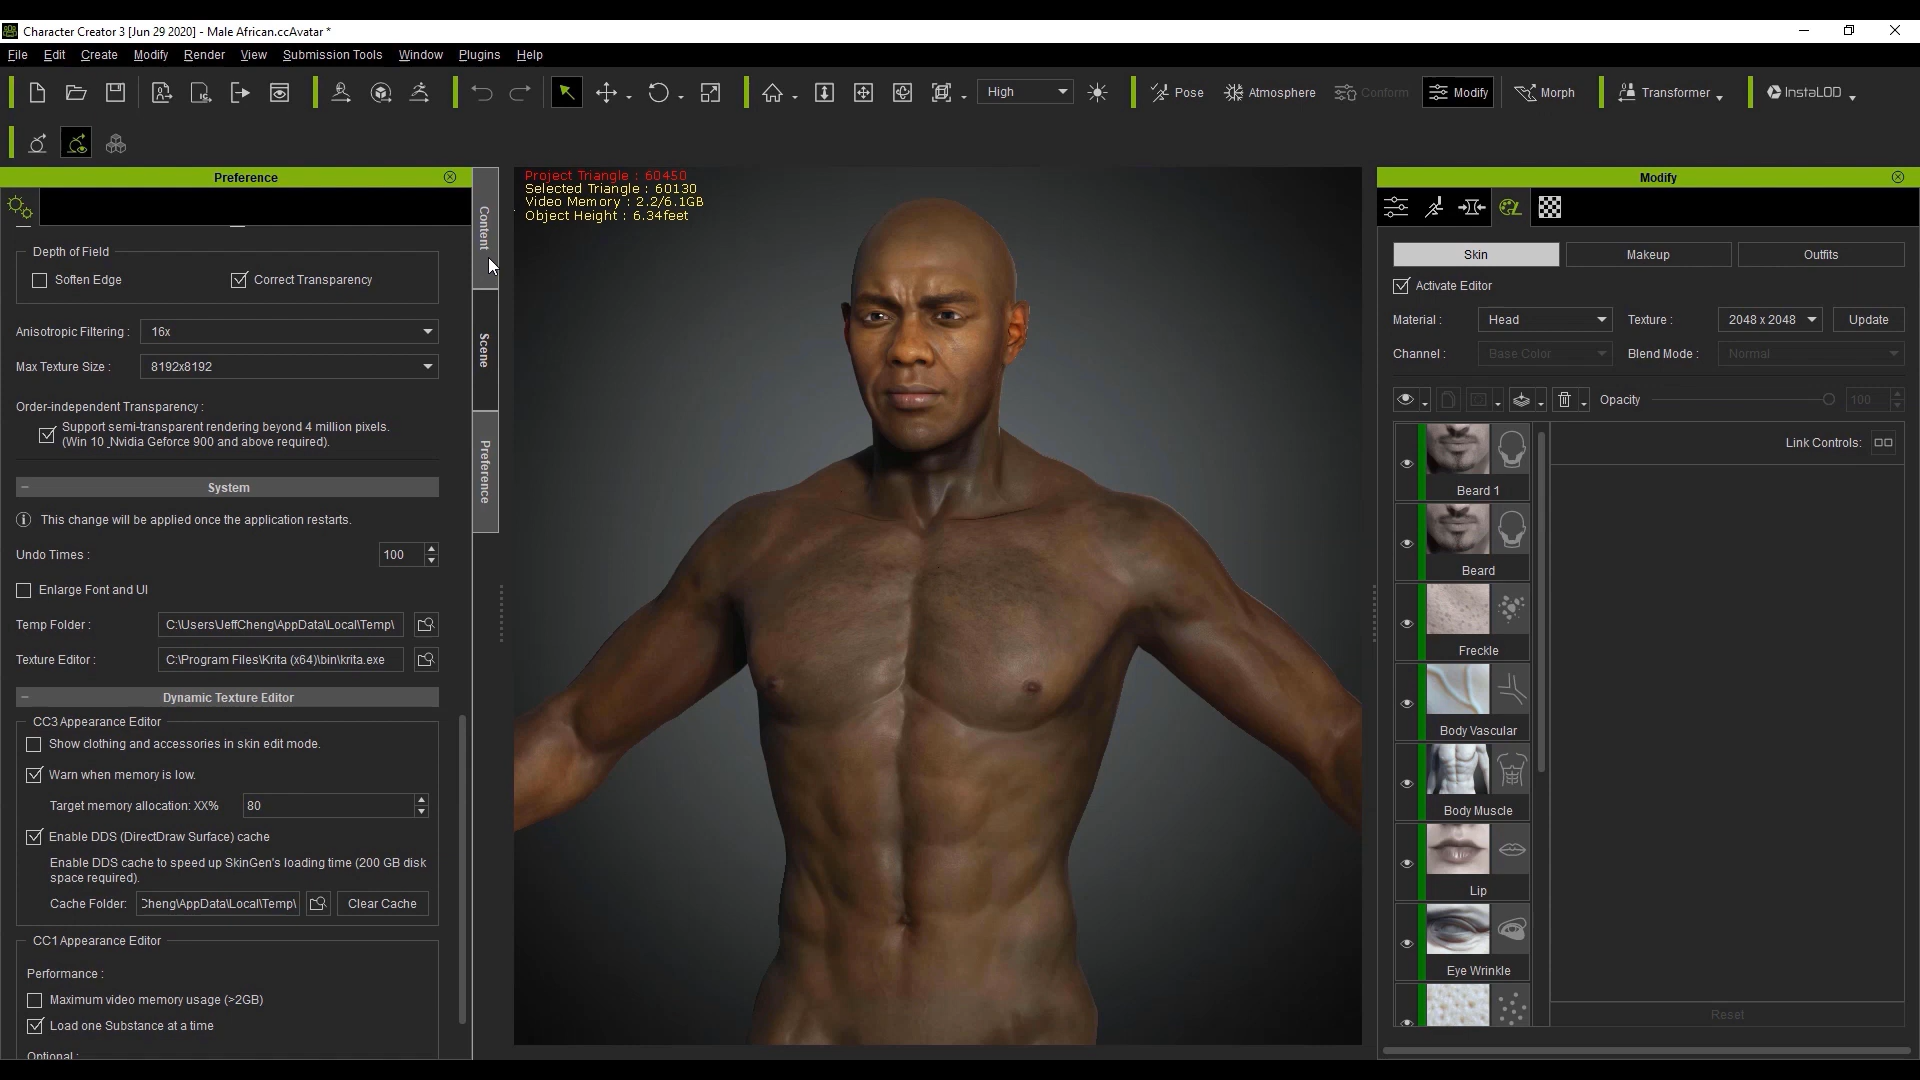 Character Creator 3 [Jun 29 2020] - Male African.ccAvatar *
File Edit Create Modify Render View Submission Tools Window Plugins Help
High Pose Atmosphere Conform Modify Morph Transformer InstaLOD
Preference
Depth of Field
Soften Edge Correct Transparency
Anisotropic Filtering : 16x
Max Texture Size : 8192x8192
Order-independent Transparency :
Support semi-transparent rendering beyond 4 million pixels.
(Win 10 ,Nvidia Geforce 900 and above required).
System
This change will be applied once the application restarts.
Undo Times : 100
Enlarge Font and UI
Temp Folder : C:\Users\JeffCheng\AppData\Local\Temp\
Texture Editor : C:\Program Files\Krita (x64)\bin\krita.exe
Dynamic Texture Editor
CC3 Appearance Editor
Show clothing and accessories in skin edit mode.
Warn when memory is low.
Target memory allocation: XX% 80
Enable DDS (DirectDraw Surface) cache
Enable DDS cache to speed up SkinGen's loading time (200 GB disk
space required).
Cache Folder: Cheng\AppData\Local\Temp\ Clear Cache
CC1 Appearance Editor
Performance :
Maximum video memory usage (>2GB)
Load one Substance at a time
Optional :
Content
Scene
Preference
Project Triangle : 60450
Selected Triangle : 60130
Video Memory : 2.2/6.1GB
Object Height : 6.34feet
Modify
Skin Makeup Outfits
Activate Editor
Material : Head Texture : 2048 x 2048 Update
Channel : Base Color Blend Mode : Normal
Opacity 100
Link Controls:
Beard 1
Beard
Freckle
Body Vascular
Body Muscle
Lip
Eye Wrinkle
Reset